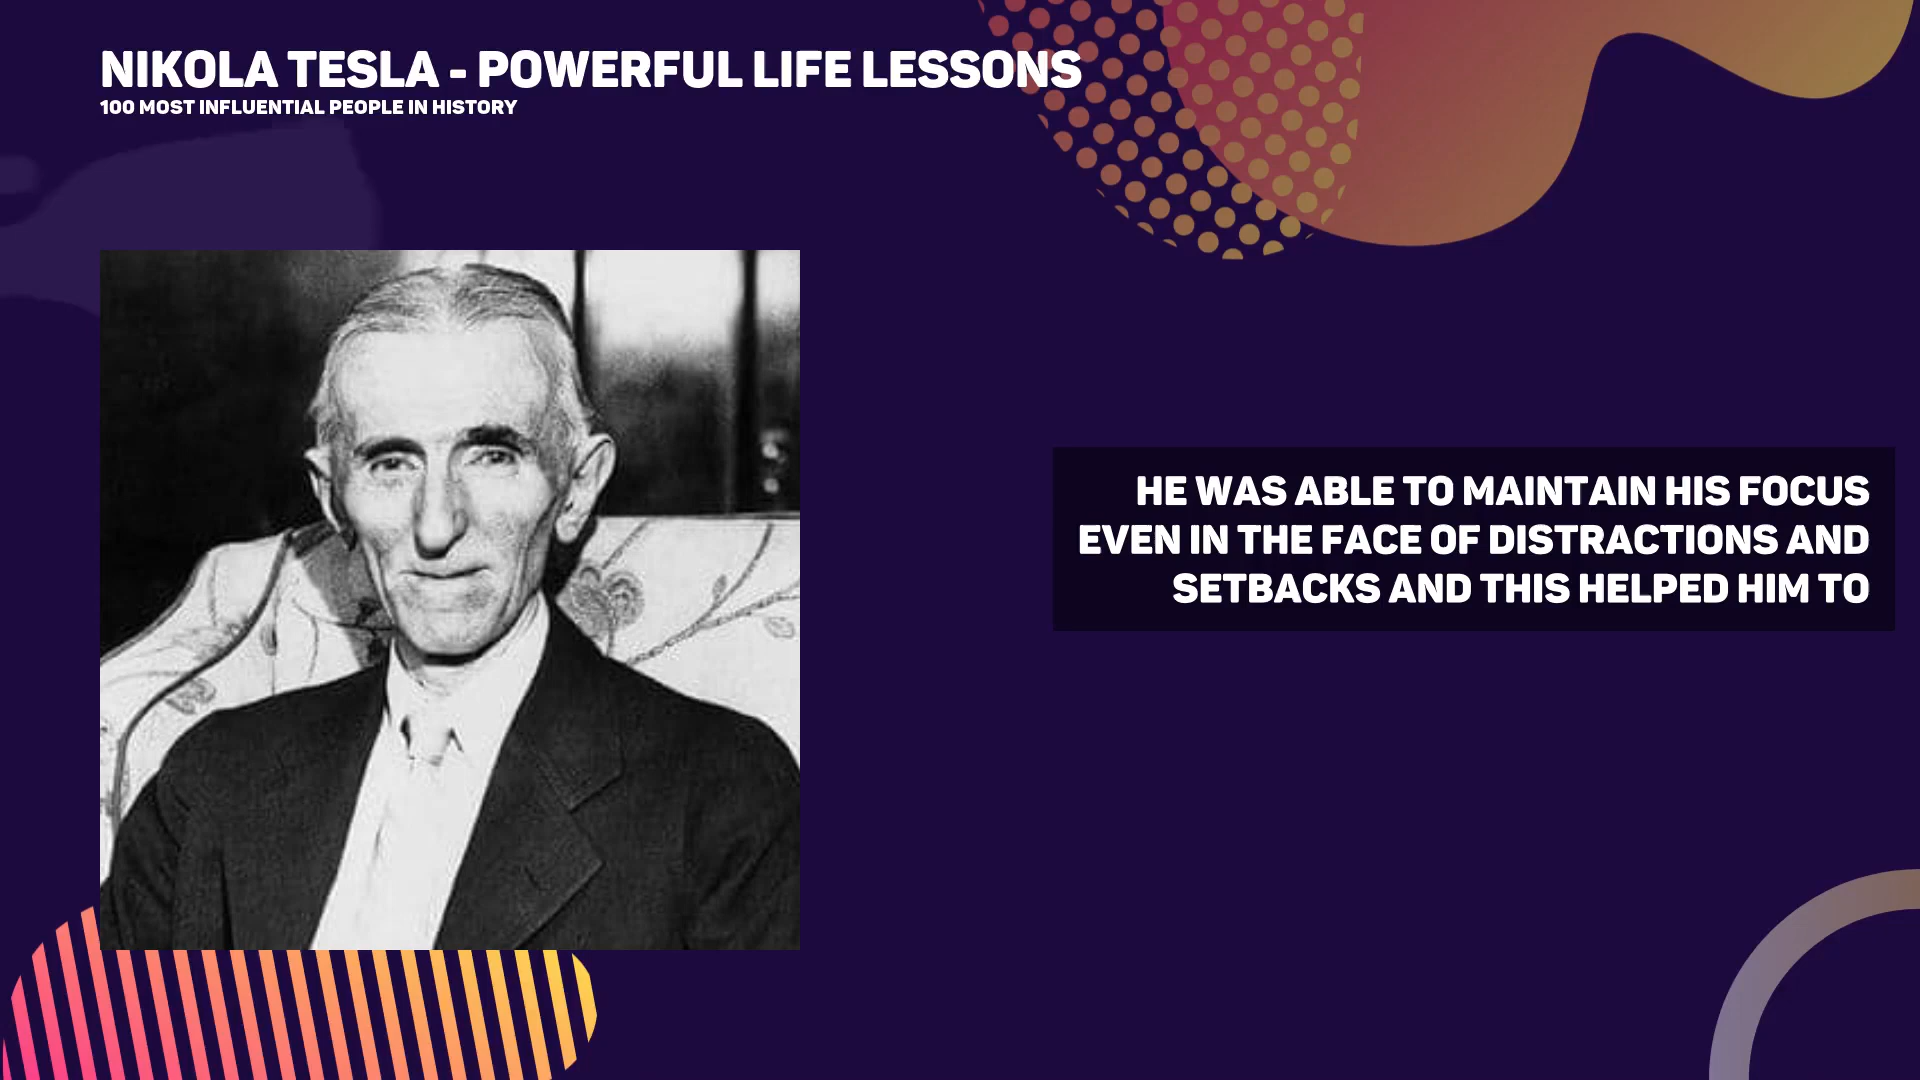 NIKOLA TESLA - POWERFUL LIFE LESSONS
100 MOST INFLUENTIAL PEOPLE IN HISTORY
HE WAS ABLE TO MAINTAIN HIS FOCUS
EVEN IN THE FACE OF DISTRACTIONS AND
SETBACKS AND THIS HELPED HIM TO